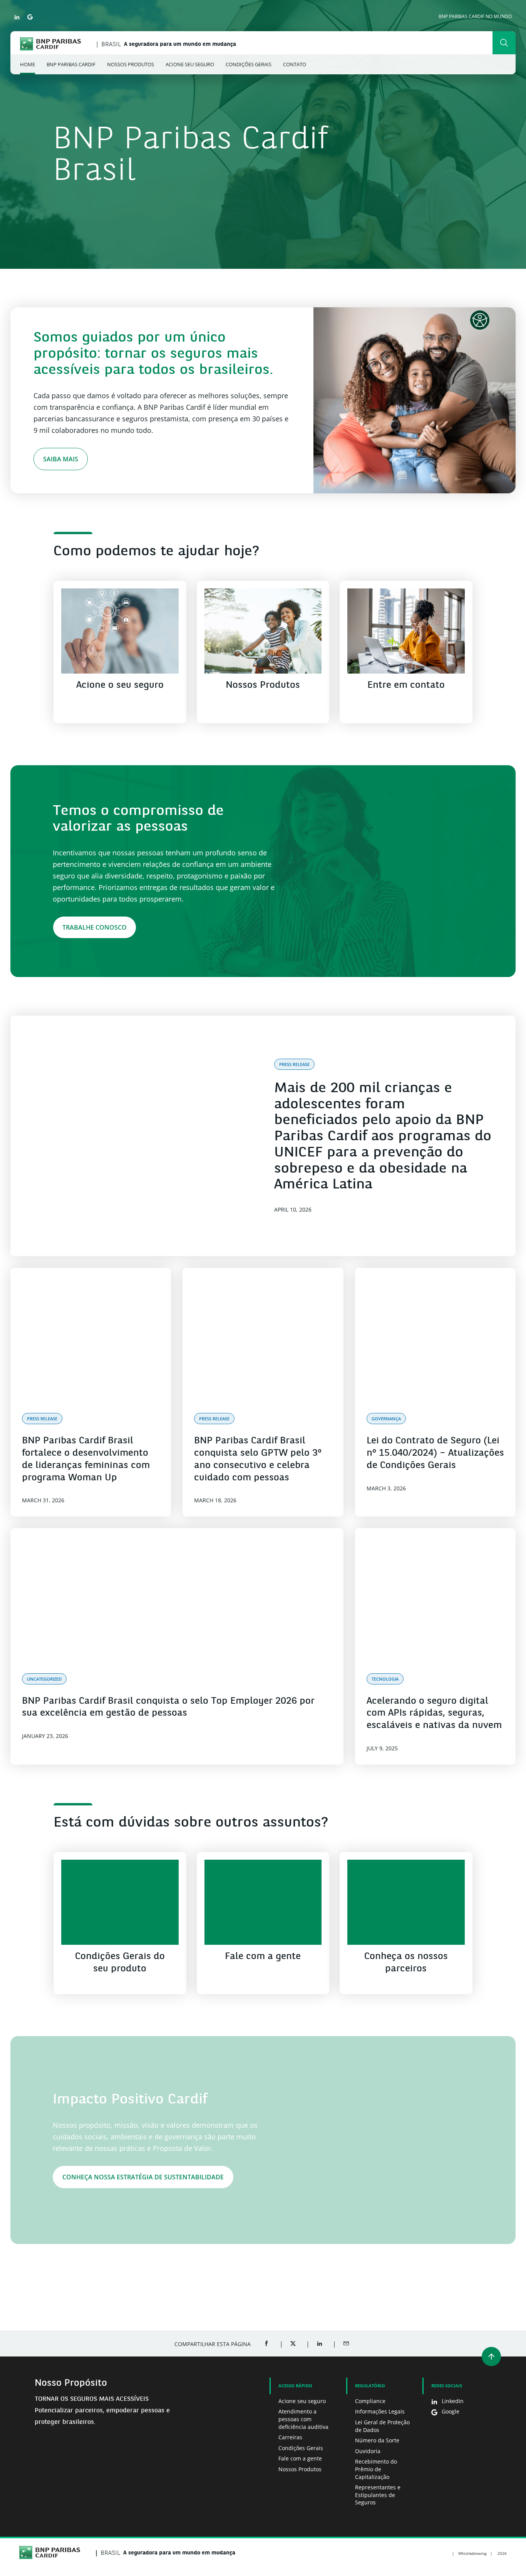 BNP PARIBAS CARDIF NO MUNDO
BNP PARIBAS
CARDIF
| BRASIL A seguradora para um mundo em mudança
HOME
BNP PARIBAS CARDIF
NOSSOS PRODUTOS
ACIONE SEU SEGURO
CONDIÇÕES GERAIS
CONTATO
BNP Paribas Cardif
Brasil
Somos guiados por um único
propósito: tornar os seguros mais
acessíveis para todos os brasileiros.
Cada passo que damos é voltado para oferecer as melhores soluções, sempre
com transparência e confiança. A BNP Paribas Cardif é líder mundial em
parcerias bancassurance e seguros prestamista, com presença em 30 países e
9 mil colaboradores no mundo todo.
SAIBA MAIS
Como podemos te ajudar hoje?
Acione o seu seguro
Nossos Produtos
Entre em contato
Temos o compromisso de
valorizar as pessoas
Incentivamos que nossas pessoas tenham um profundo senso de
pertencimento e vivenciem relações de confiança em um ambiente
seguro que alia diversidade, respeito, protagonismo e paixão por
performance. Priorizamos entregas de resultados que geram valor e
oportunidades para todos prosperarem.
TRABALHE CONOSCO
PRESS RELEASE
Mais de 200 mil crianças e
adolescentes foram
beneficiados pelo apoio da BNP
Paribas Cardif aos programas do
UNICEF para a prevenção do
sobrepeso e da obesidade na
América Latina
APRIL 10, 2026
PRESS RELEASE
BNP Paribas Cardif Brasil
fortalece o desenvolvimento
de lideranças femininas com
programa Woman Up
MARCH 31, 2026
PRESS RELEASE
BNP Paribas Cardif Brasil
conquista selo GPTW pelo 3º
ano consecutivo e celebra
cuidado com pessoas
MARCH 18, 2026
GOVERNANÇA
Lei do Contrato de Seguro (Lei
nº 15.040/2024) – Atualizações
de Condições Gerais
MARCH 3, 2026
UNCATEGORIZED
BNP Paribas Cardif Brasil conquista o selo Top Employer 2026 por
sua excelência em gestão de pessoas
JANUARY 23, 2026
TECNOLOGIA
Acelerando o seguro digital
com APIs rápidas, seguras,
escaláveis e nativas da nuvem
JULY 9, 2025
Está com dúvidas sobre outros assuntos?
Condições Gerais do
seu produto
Fale com a gente
Conheça os nossos
parceiros
Impacto Positivo Cardif
Nossos propósito, missão, visão e valores demonstram que os
cuidados sociais, ambientais e de governança são parte muito
relevante de nossas práticas e Proposta de Valor.
CONHEÇA NOSSA ESTRATÉGIA DE SUSTENTABILIDADE
COMPARTILHAR ESTA PÁGINA
Nosso Propósito
TORNAR OS SEGUROS MAIS ACESSÍVEIS
Potencializar parceiros, empoderar pessoas e
proteger brasileiros.
ACESSO RÁPIDO
Acione seu seguro
Atendimento a
pessoas com
deficiência auditiva
Carreiras
Condições Gerais
Fale com a gente
Nossos Produtos
REGULATÓRIO
Compliance
Informações Legais
Lei Geral de Proteção
de Dados
Número da Sorte
Ouvidoria
Recebimento do
Prêmio de
Capitalização
Representantes e
Estipulantes de
Seguros
REDES SOCIAIS
LinkedIn
Google
BNP PARIBAS
CARDIF
| BRASIL A seguradora para um mundo em mudança
| Whistleblowing | 2026